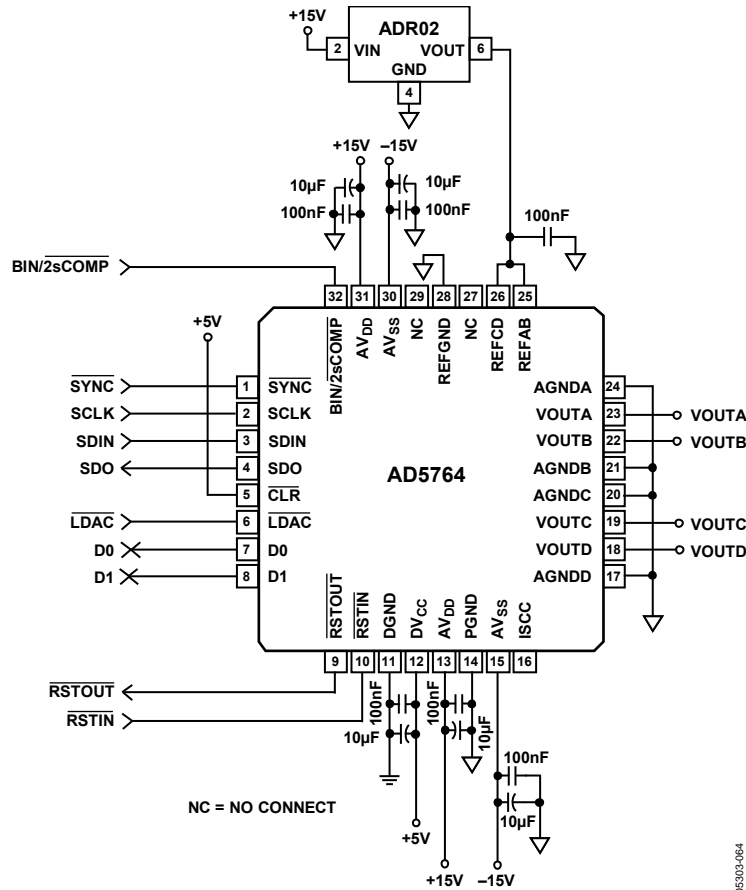 +15V
ADR02
2 VIN VOUT 6
GND
4
+15V –15V
10µF 10µF
100nF 100nF
100nF
BIN/2sCOMP
32 31 30 29 28 27 26 25
+5V
BIN/2sCOMP
AVDD
AVSS
NC
REFGND
NC
REFCD
REFAB
SYNC 1 SYNC
SCLK 2 SCLK
SDIN 3 SDIN
SDO 4 SDO
5 CLR
LDAC 6 LDAC
D0 7 D0
D1 8 D1
AD5764
AGNDA 24
VOUTA 23 VOUTA
VOUTB 22 VOUTB
AGNDB 21
AGNDC 20
VOUTC 19 VOUTC
VOUTD 18 VOUTD
AGNDD 17
RSTOUT
RSTIN
DGND
DVCC
AVDD
PGND
AVSS
ISCC
9 10 11 12 13 14 15 16
RSTOUT
RSTIN
100nF
10µF
100nF
10µF
100nF
10µF
NC = NO CONNECT
+5V
+15V –15V
05303-064